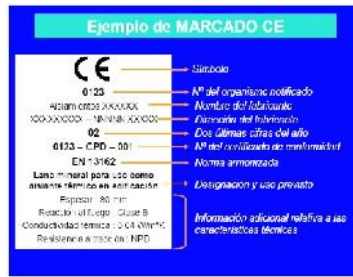 Ejemplo de MARCADO CE
CE
Símbolo
0123
Nº del organismo notificado
Aislamientos XXXXXX
Nombre del fabricante
Dirección del fabricante
02
Dos últimas cifras del año
0123 – CPD – 001
Nº del certificado de conformidad
EN 13162
Norma armonizada
Lana mineral para uso como
aislante térmico en edificación
Designación y uso previsto
Espesor : 80 mm
Reacción al fuego : Clase B
Conductividad térmica : 0.04 W/mºK
Resistencia a tracción : NPD
Información adicional relativa a las
características técnicas